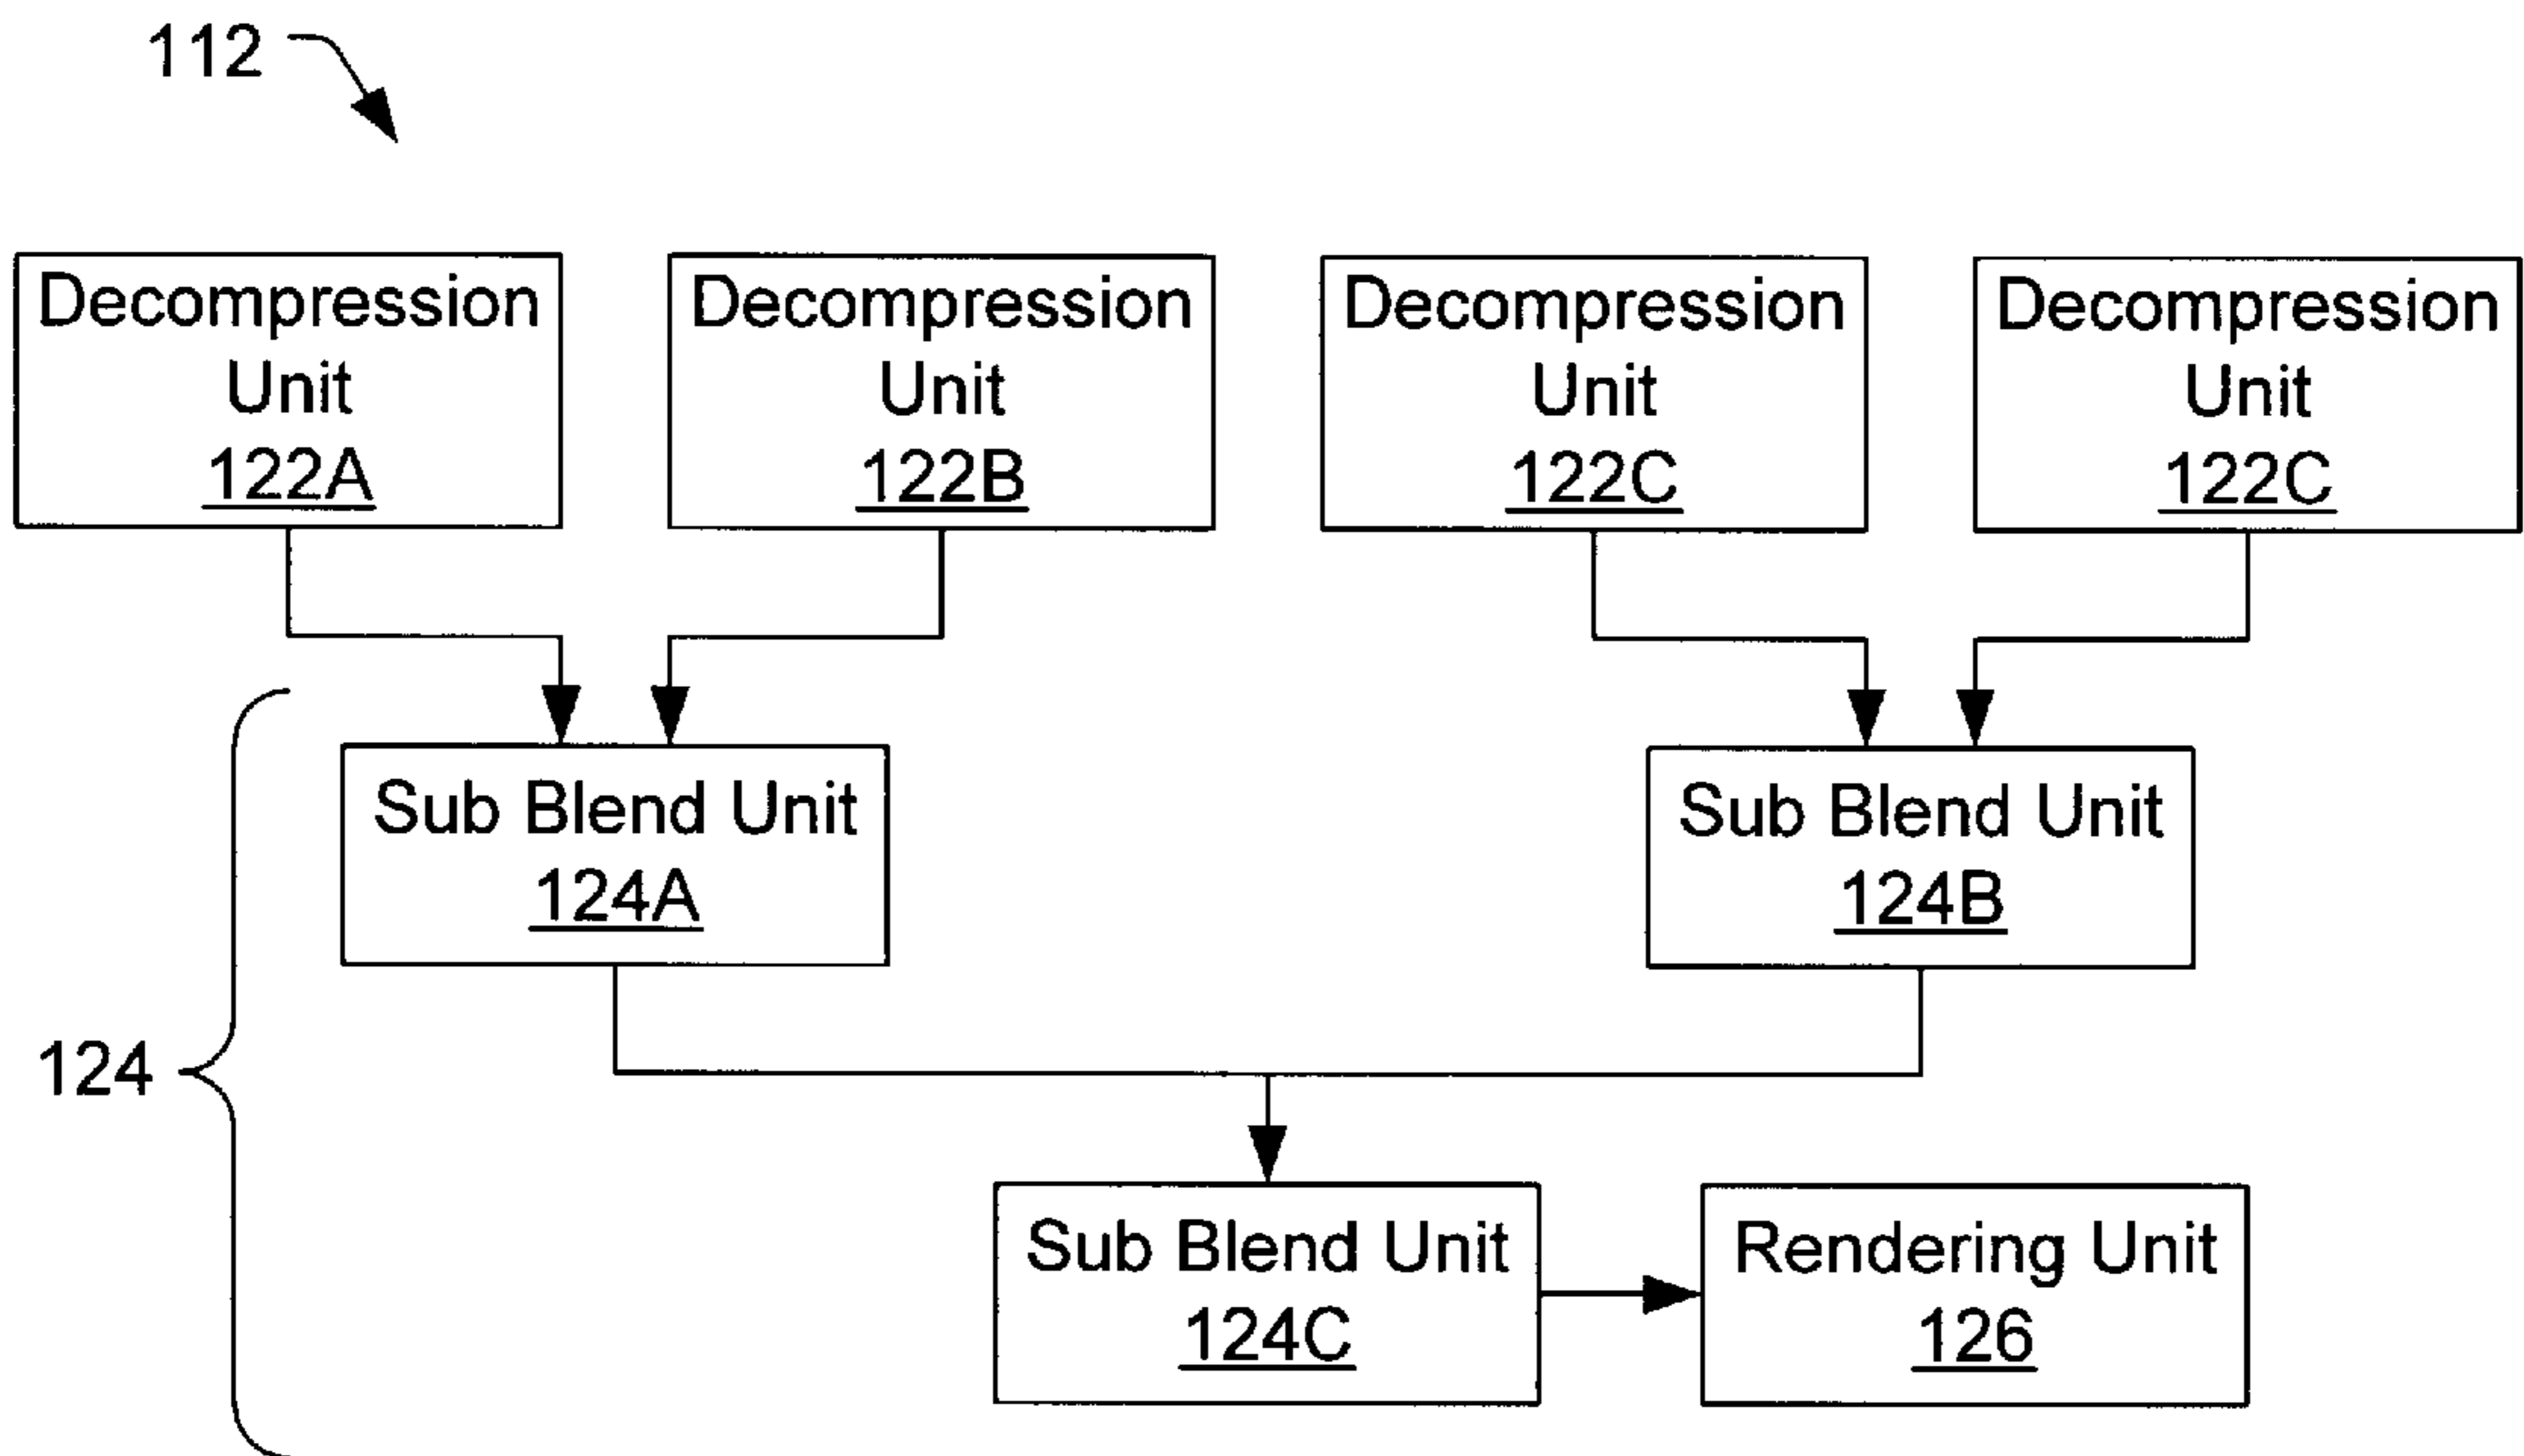 112
Decompression
Unit
122A
Decompression
Unit
122B
Decompression
Unit
122C
Decompression
Unit
122C
Sub Blend Unit
124A
Sub Blend Unit
124B
124
Sub Blend Unit
124C
Rendering Unit
126